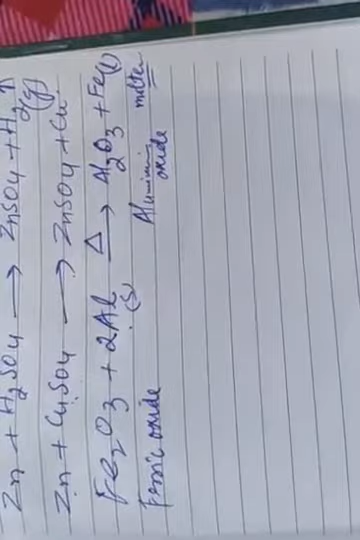 Zn + H2SO4 → ZnSO4 + H2↑ (g)
Zn + CuSO4 → ZnSO4 + Cu
Fe2O3 + 2Al (s) Δ→ Al2O3 + Fe(l)
Ferric oxide Aluminium oxide molten